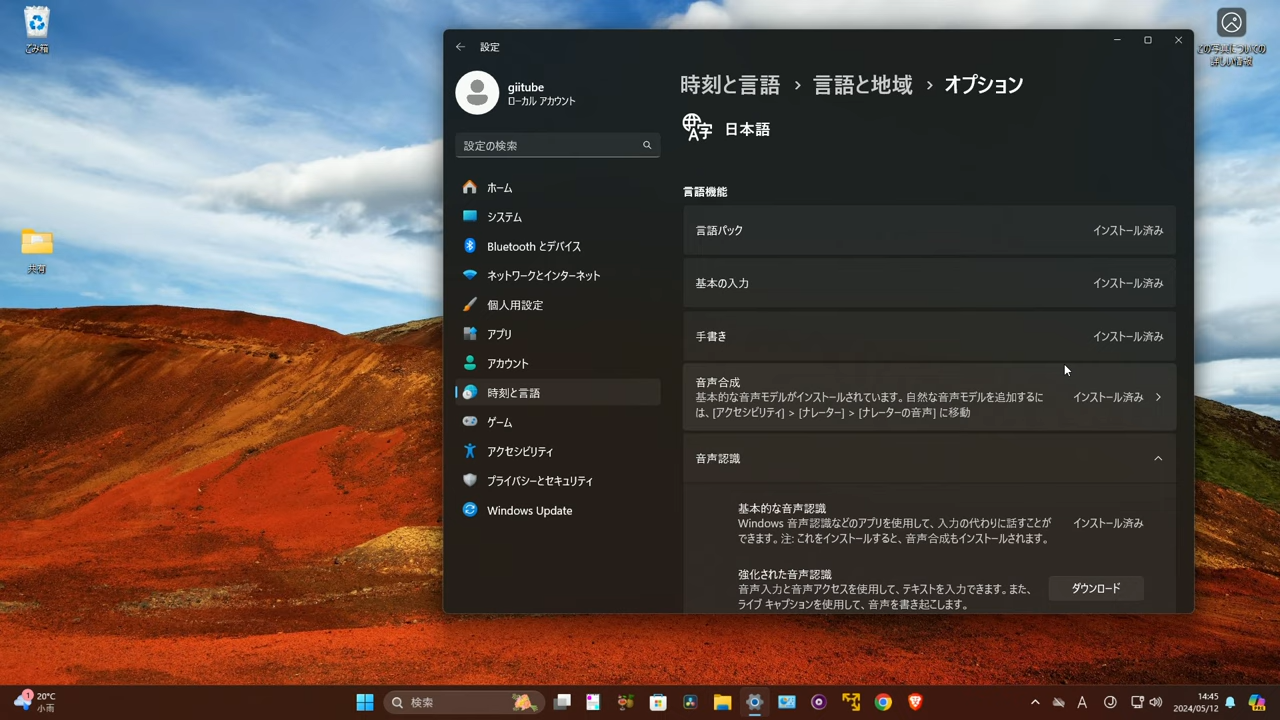 ごみ箱
この写真についての
詳しい情報
共有
設定
giitube
ローカル アカウント
設定の検索
ホーム
システム
Bluetooth とデバイス
ネットワークとインターネット
個人用設定
アプリ
アカウント
時刻と言語
ゲーム
アクセシビリティ
プライバシーとセキュリティ
Windows Update
時刻と言語 › 言語と地域 › オプション
日本語
言語機能
言語パック インストール済み
基本の入力 インストール済み
手書き インストール済み
音声合成
基本的な音声モデルがインストールされています。自然な音声モデルを追加するに
は、[アクセシビリティ] > [ナレーター] > [ナレーターの音声] に移動
インストール済み
音声認識
基本的な音声認識
Windows 音声認識などのアプリを使用して、入力の代わりに話すことが
できます。注: これをインストールすると、音声合成もインストールされます。
インストール済み
強化された音声認識
音声入力と音声アクセスを使用して、テキストを入力できます。また、
ライブ キャプションを使用して、音声を書き起こします。
ダウンロード
1
20°C
小雨
検索
A
14:45
2024/05/12